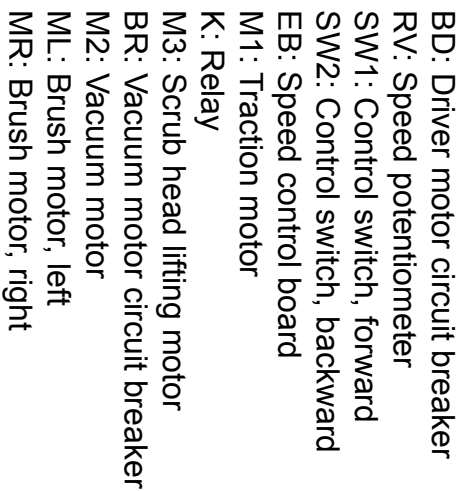 BD: Driver motor circuit breaker
RV: Speed potentiometer
SW1: Control switch, forward
SW2: Control switch, backward
EB: Speed control board
M1: Traction motor
K: Relay
M3: Scrub head lifting motor
BR: Vacuum motor circuit breaker
M2: Vacuum motor
ML: Brush motor, left
MR: Brush motor, right